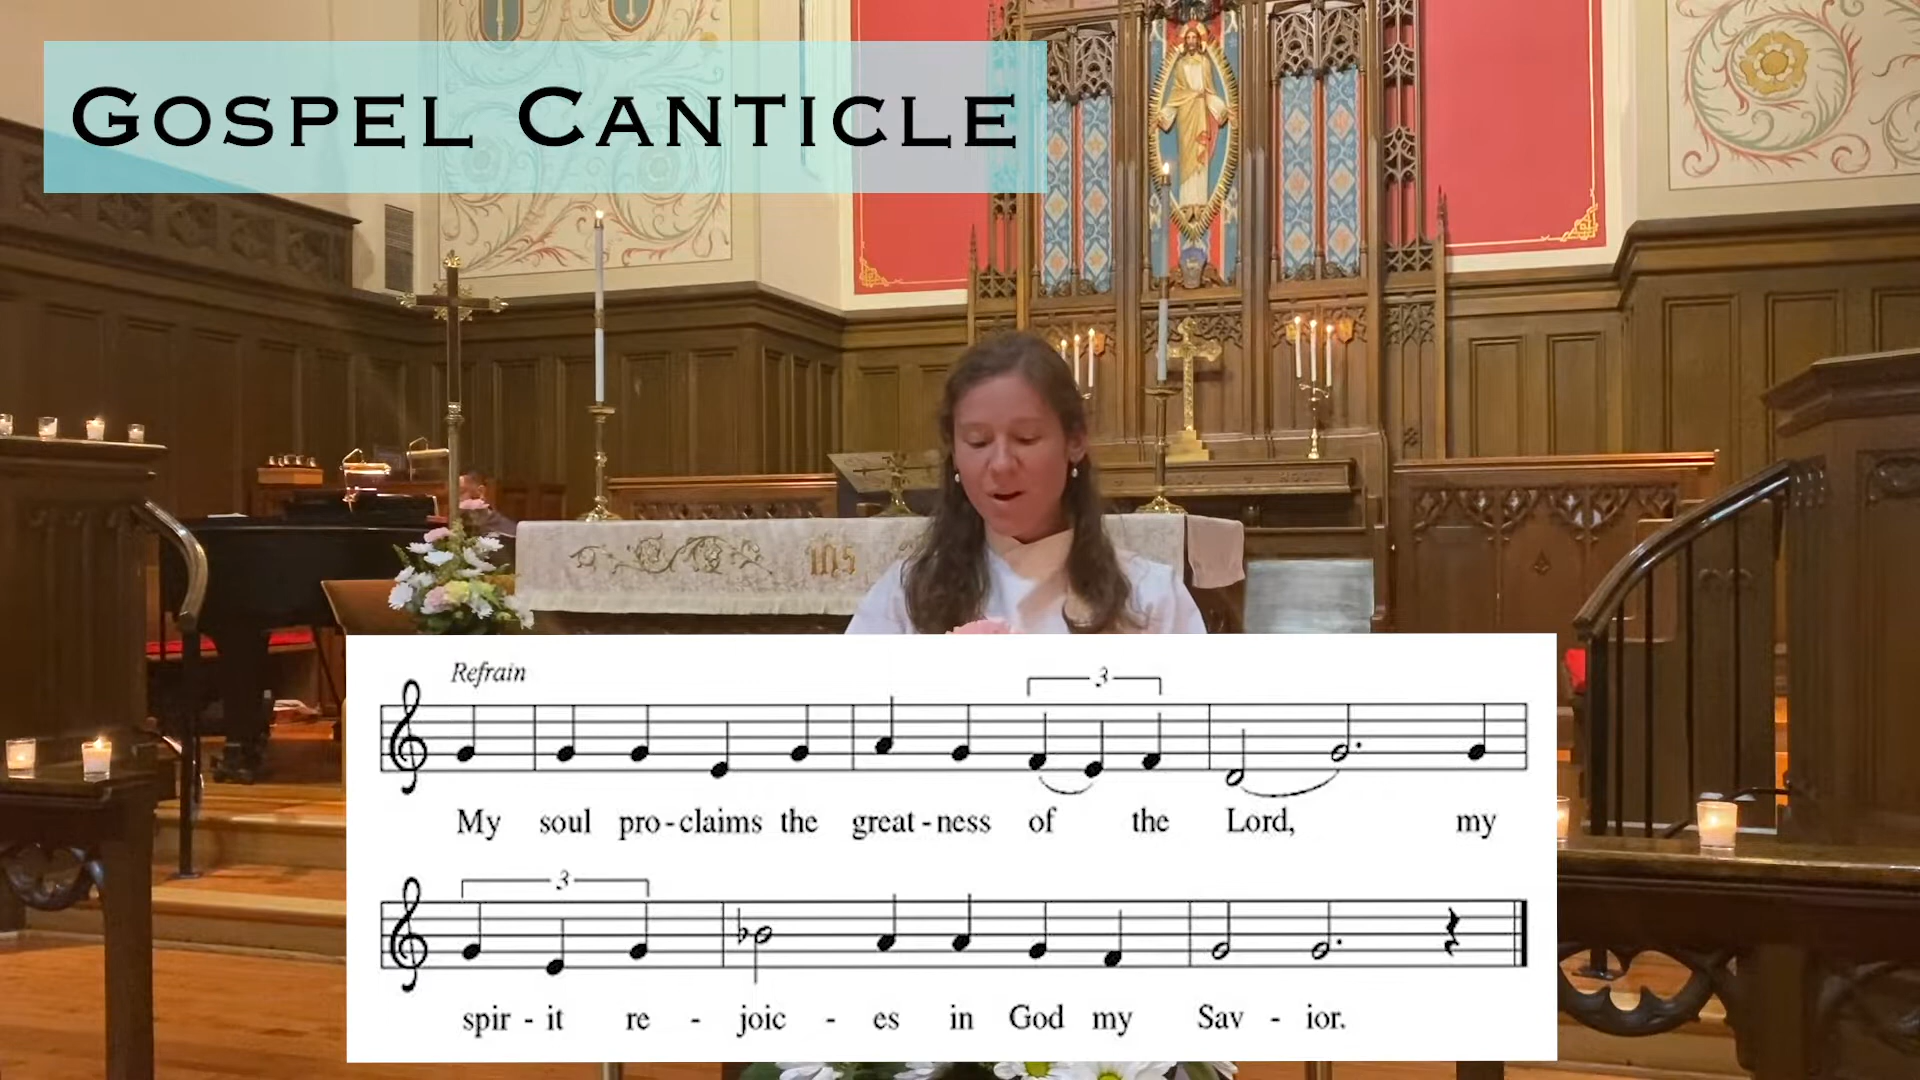 GOSPEL CANTICLE
Refrain
3
My soul pro-claims the great-ness of the Lord, my
3
spir - it re - joic - es in God my Sav - ior.
IHS